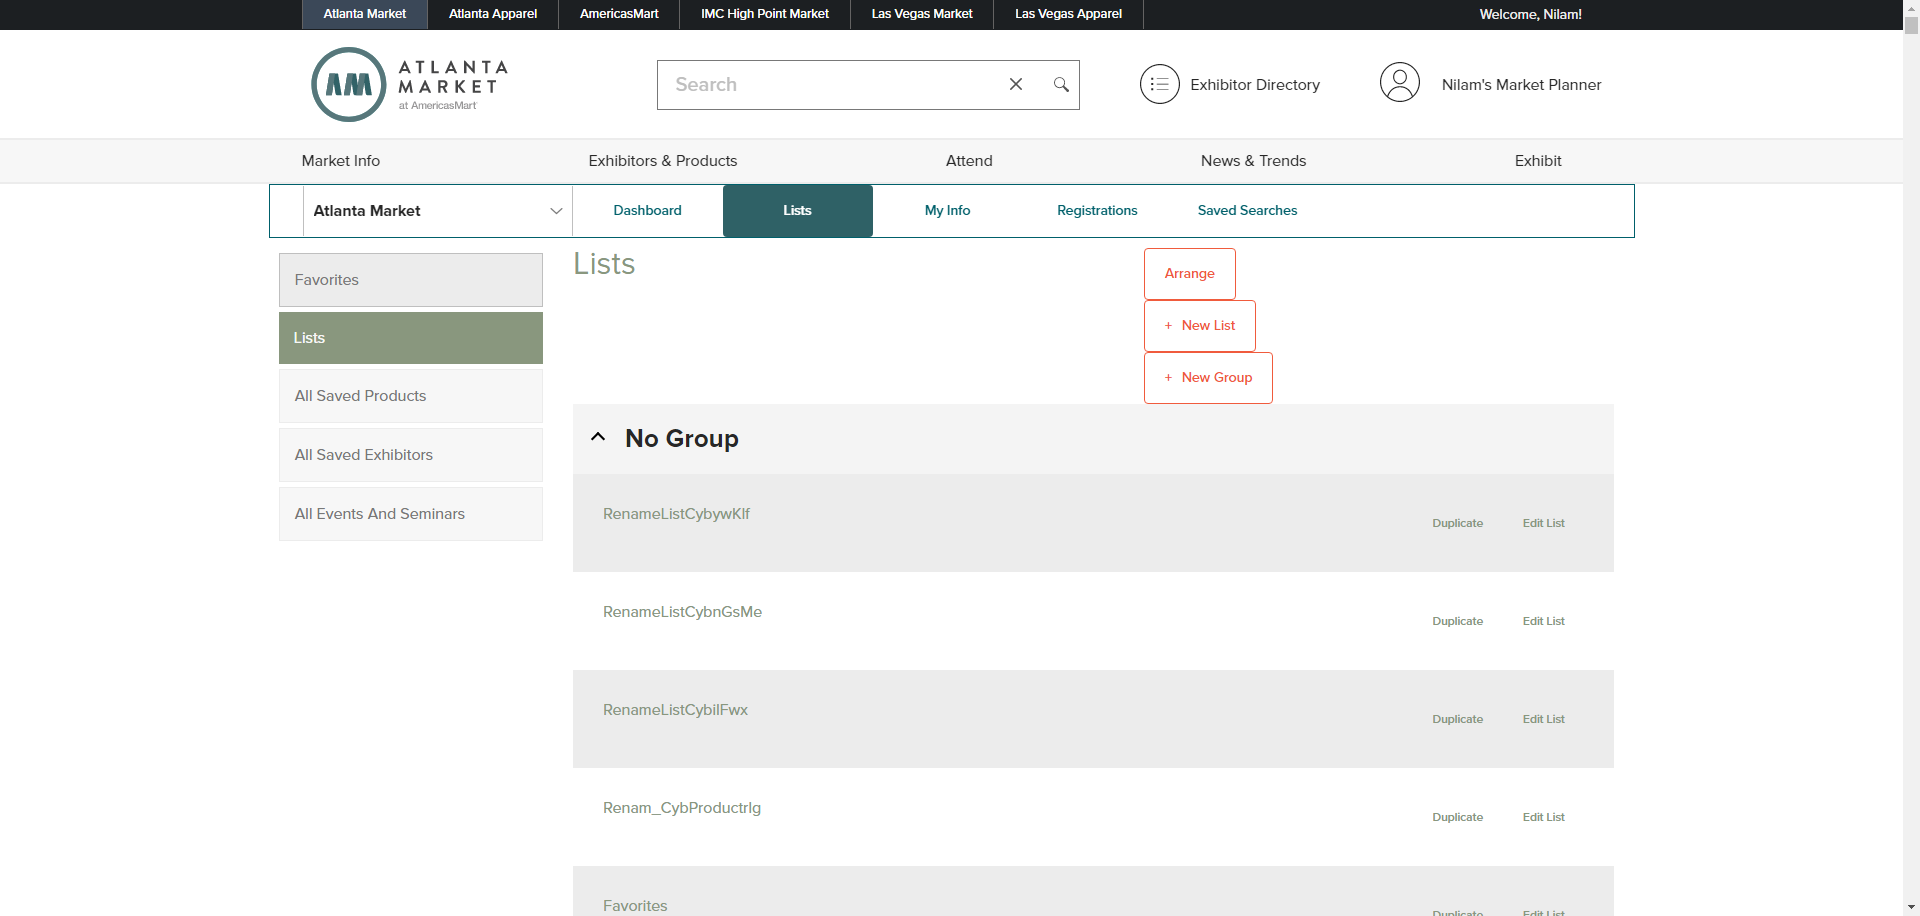 Atlanta Market Atlanta Apparel AmericasMart IMC High Point Market Las Vegas Market Las Vegas Apparel Welcome, Nilam!
AM ATLANTA MARKET at AmericasMart
Search
Exhibitor Directory
Nilam's Market Planner
Market Info Exhibitors & Products Attend News & Trends Exhibit
Atlanta Market Dashboard Lists My Info Registrations Saved Searches
Favorites
Lists
All Saved Products
All Saved Exhibitors
All Events And Seminars
Lists
Arrange
+ New List
+ New Group
No Group
RenameListCybywKlf Duplicate Edit List
RenameListCybnGsMe Duplicate Edit List
RenameListCybilFwx Duplicate Edit List
Renam_CybProductrlg Duplicate Edit List
Favorites Duplicate Edit List